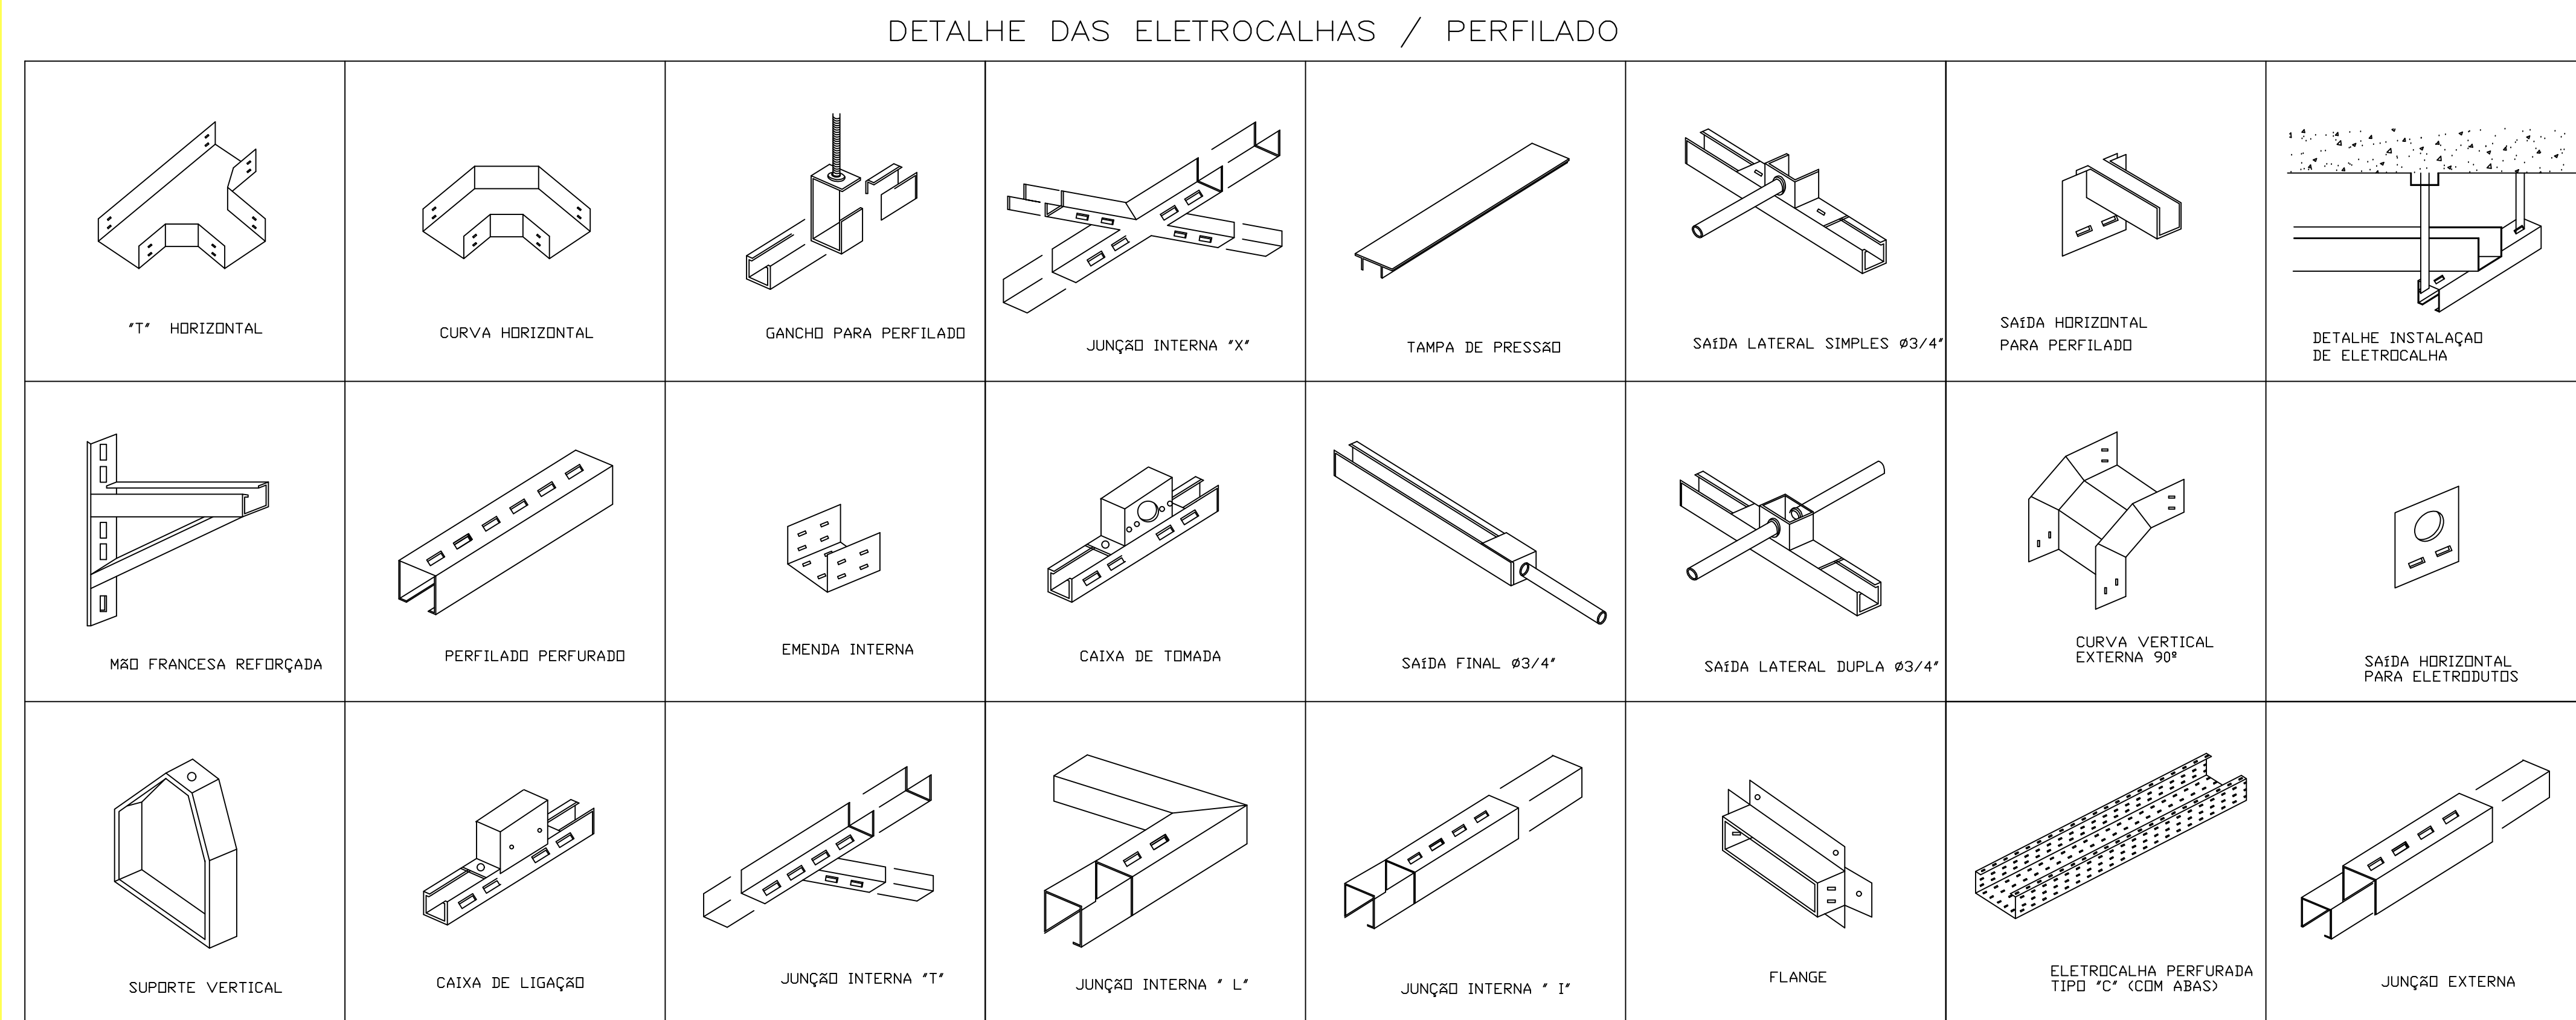 DETALHE DAS ELETROCALHAS / PERFILADO
"T" HORIZONTAL
CURVA HORIZONTAL
GANCHO PARA PERFILADO
JUNÇãO INTERNA "X"
TAMPA DE PRESSãO
SAíDA LATERAL SIMPLES ø3/4"
SAíDA HORIZONTAL
PARA PERFILADO
DETALHE INSTALAÇAO
DE ELETROCALHA
MãO FRANCESA REFORÇADA
PERFILADO PERFURADO
EMENDA INTERNA
CAIXA DE TOMADA
SAíDA FINAL ø3/4"
SAíDA LATERAL DUPLA ø3/4"
CURVA VERTICAL
EXTERNA 90º
SAíDA HORIZONTAL
PARA ELETRODUTOS
SUPORTE VERTICAL
CAIXA DE LIGAÇãO
JUNÇãO INTERNA "T"
JUNÇãO INTERNA " L"
JUNÇãO INTERNA " I"
FLANGE
ELETROCALHA PERFURADA
TIPO "C" (COM ABAS)
JUNÇãO EXTERNA